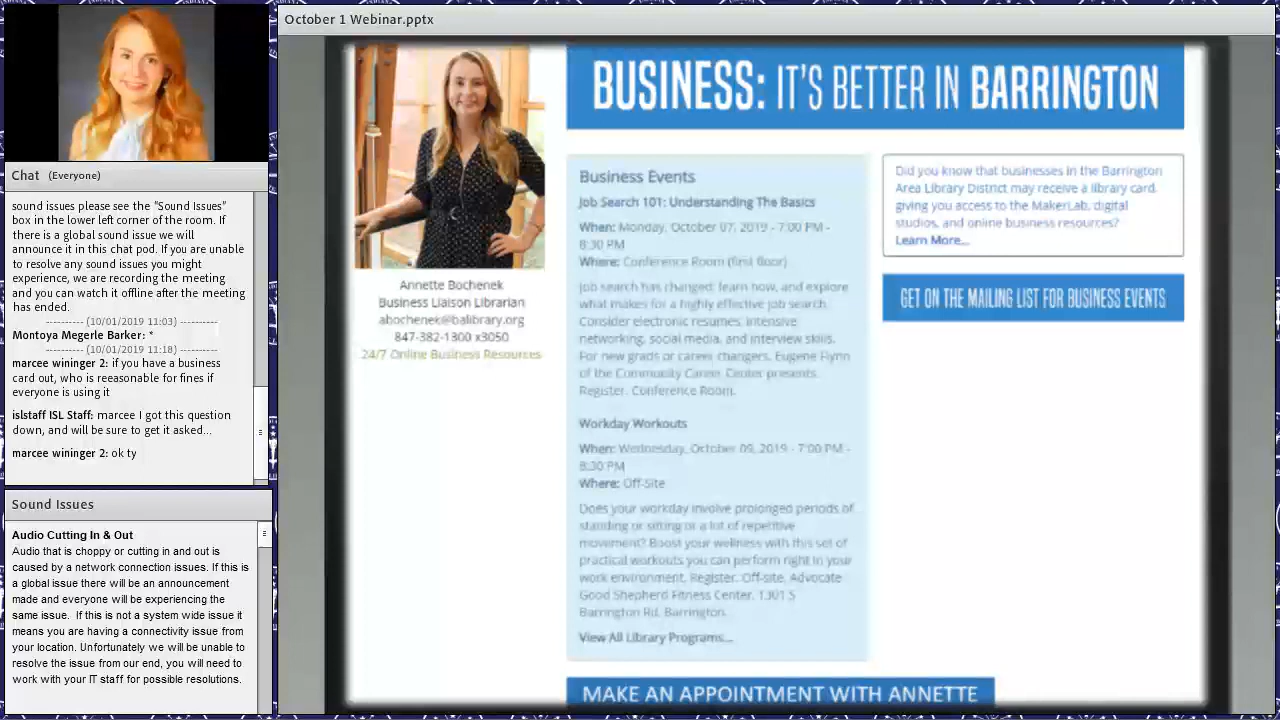 October 1 Webinar.pptx
Chat (Everyone)
sound issues please see the "Sound Issues"
box in the lower left corner of the room. If
there is a global sound issue we will
announce it in this chat pod. If you are unable
to resolve any sound issues you might
experience, we are recording the meeting
and you can watch it offline after the meeting
has ended.
---------- (10/01/2019 11:03) ----------
Montoya Megerle Barker: *
---------- (10/01/2019 11:18) ----------
marcee wininger 2: if you have a business
card out, who is reeasonable for fines if
everyone is using it
islstaff ISL Staff: marcee I got this question
down, and will be sure to get it asked...
marcee wininger 2: ok ty
Sound Issues
Audio Cutting In & Out
Audio that is choppy or cutting in and out is
caused by a network connection issues. If this is
a global issue there will be an announcement
made and everyone will be experiencing the
same issue. If this is not a system wide issue it
means you are having a connectivity issue from
your location. Unfortunately we will be unable to
resolve the issue from our end, you will need to
work with your IT staff for possible resolutions.
Annette Bochenek
Business Liaison Librarian
abochenek@balibrary.org
847-382-1300 x3050
24/7 Online Business Resources
BUSINESS: IT'S BETTER IN BARRINGTON
Business Events
Job Search 101: Understanding The Basics
When: Monday, October 07, 2019 - 7:00 PM -
8:30 PM
Where: Conference Room (first floor)
Job search has changed: learn how, and explore
what makes for a highly effective job search.
Consider electronic resumes, intensive
networking, social media, and interview skills.
For new grads or career changers. Eugene Flynn
of the Community Career Center presents.
Register. Conference Room.
Workday Workouts
When: Wednesday, October 09, 2019 - 7:00 PM -
8:30 PM
Where: Off-Site
Does your workday involve prolonged periods of
standing or sitting or a lot of repetitive
movement? Boost your wellness with this set of
practical workouts you can perform right in your
work environment. Register. Off-site, Advocate
Good Shepherd Fitness Center, 1301 S
Barrington Rd, Barrington.
View All Library Programs...
Did you know that businesses in the Barrington
Area Library District may receive a library card,
giving you access to the MakerLab, digital
studios, and online business resources?
Learn More...
GET ON THE MAILING LIST FOR BUSINESS EVENTS
MAKE AN APPOINTMENT WITH ANNETTE